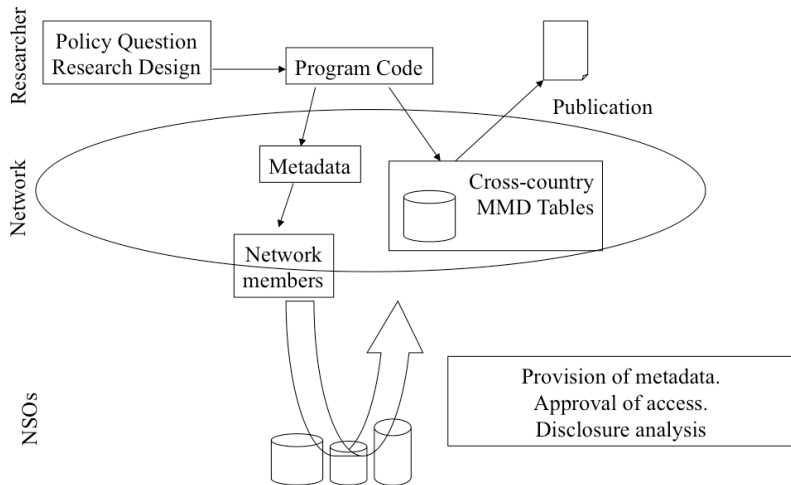 Researcher
Policy Question
Research Design
Program Code
Publication
Network
Metadata
Cross-country
MMD Tables
Network
members
NSOs
Provision of metadata.
Approval of access.
Disclosure analysis